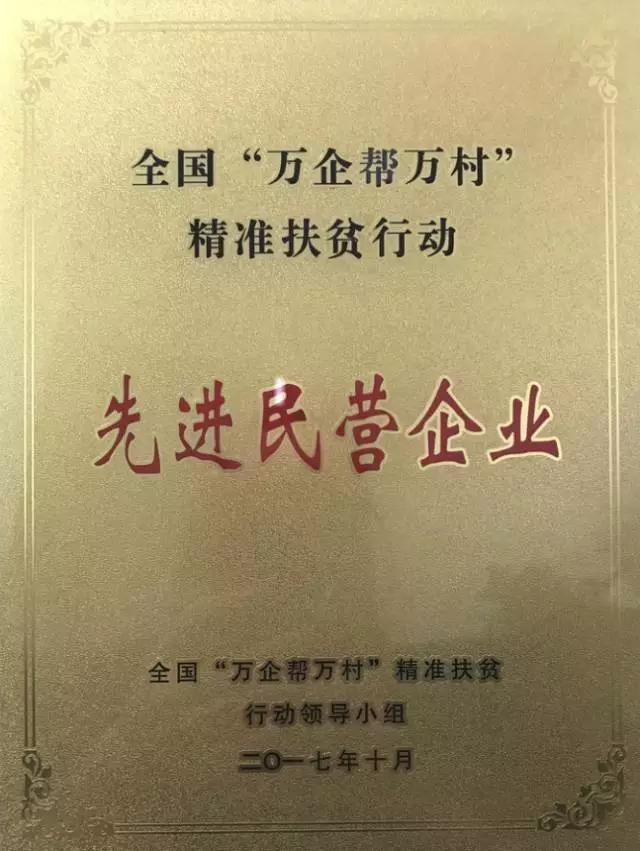 全国“万企帮万村”
精准扶贫行动
先进民营企业
全国“万企帮万村”精准扶贫
行动领导小组
二〇一七年十月